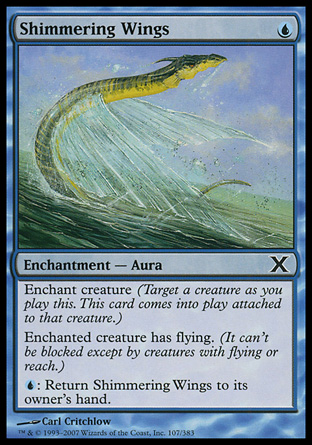 Shimmering Wings
Enchantment — Aura X
Enchant creature (Target a creature as you
play this. This card comes into play attached
to that creature.)
Enchanted creature has flying. (It can't
be blocked except by creatures with flying or
reach.)
: Return Shimmering Wings to its
owner's hand.
Carl Critchlow
™ & © 1993–2007 Wizards of the Coast, Inc. 107/383